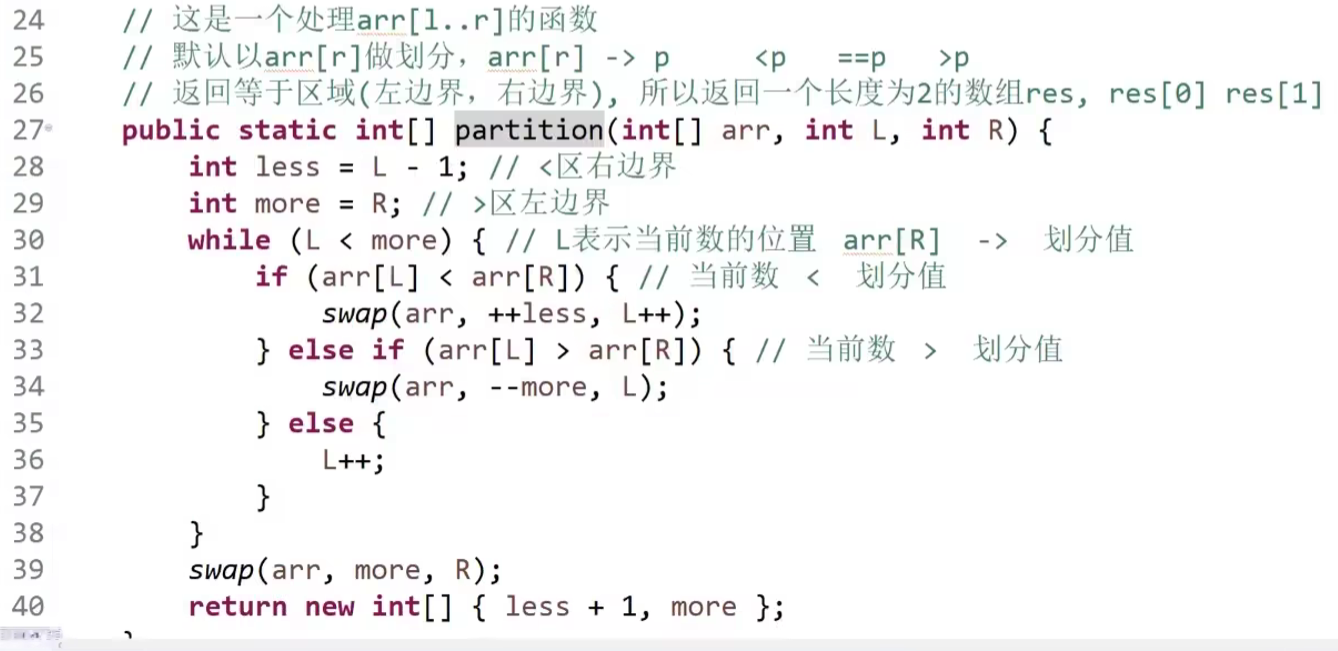 24 // 这是一个处理arr[l..r]的函数
25 // 默认以arr[r]做划分，arr[r] -> p <p ==p >p
26 // 返回等于区域(左边界，右边界), 所以返回一个长度为2的数组res, res[0] res[1]
27 public static int[] partition(int[] arr, int L, int R) {
28 int less = L - 1; // <区右边界
29 int more = R; // >区左边界
30 while (L < more) { // L表示当前数的位置 arr[R] -> 划分值
31 if (arr[L] < arr[R]) { // 当前数 < 划分值
32 swap(arr, ++less, L++);
33 } else if (arr[L] > arr[R]) { // 当前数 > 划分值
34 swap(arr, --more, L);
35 } else {
36 L++;
37 }
38 }
39 swap(arr, more, R);
40 return new int[] { less + 1, more };